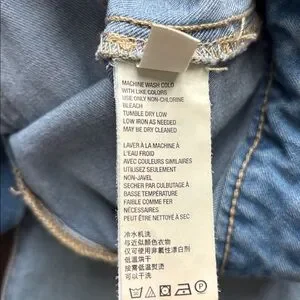 MACHINE WASH COLD
WITH LIKE COLORS
USE ONLY NON-CHLORINE
BLEACH
TUMBLE DRY LOW
LOW IRON AS NEEDED
MAY BE DRY CLEANED
LAVER À LA MACHINE À
L'EAU FROID
AVEC COULEURS SIMILAIRES
UTILISEZ SEULEMENT
NON-JAVEL
SECHER PAR CULBUTAGE À
BASSE TEMPÉRATURE
FAIBLE COMME FER
NÉCESSAIRES
PEUT ÊTRE NETTOYÉ À SEC
冷水机洗
与近似颜色衣物
仅可使用非氯性漂白剂
低温烘干
按需低温熨烫
可干洗